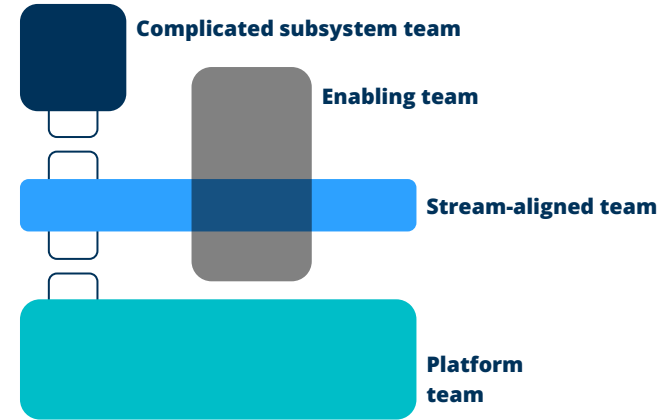 Complicated subsystem team
Enabling team
Stream-aligned team
Platform
team